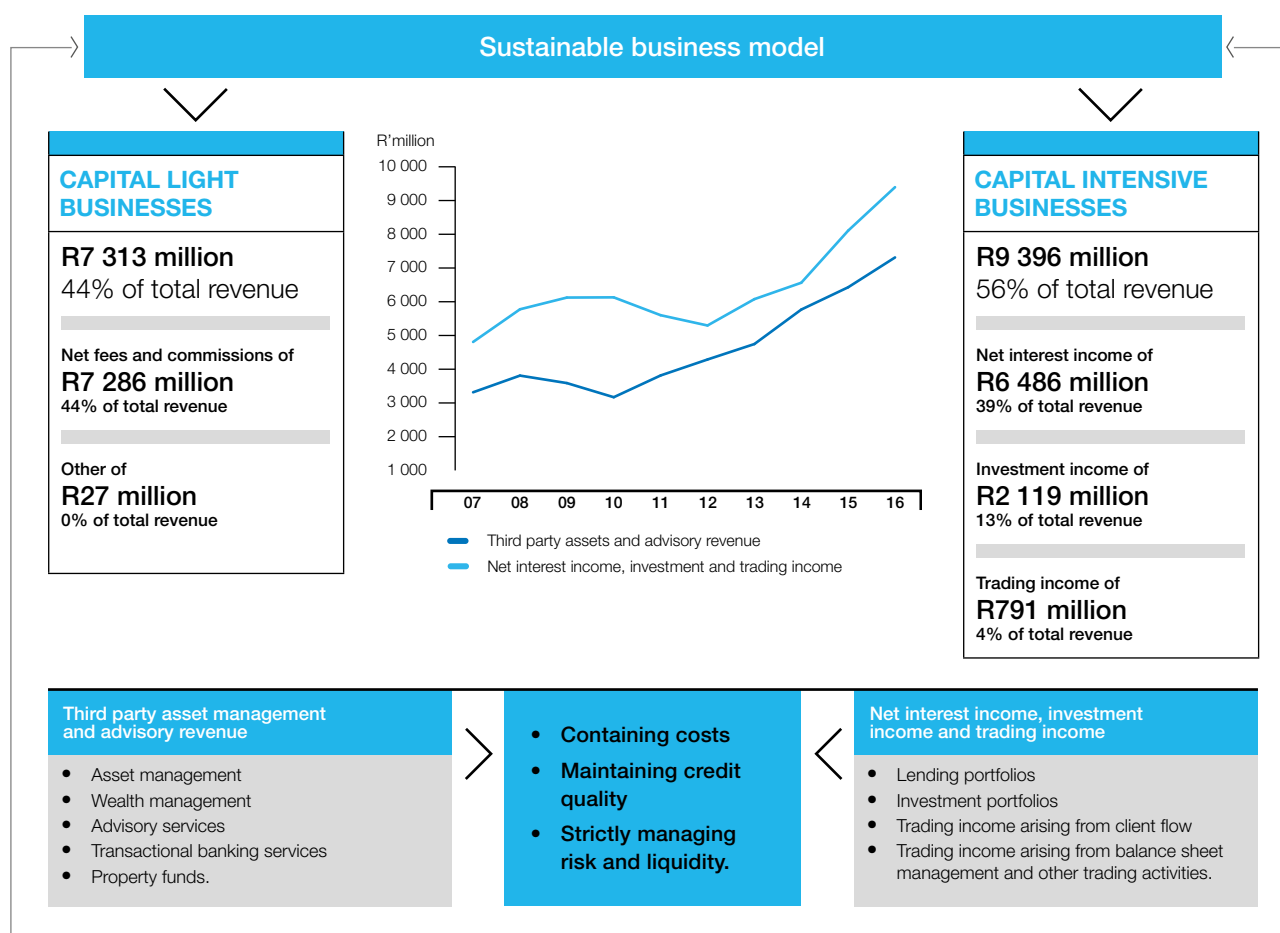 Sustainable business model
CAPITAL LIGHT
BUSINESSES
R7 313 million
44% of total revenue
Net fees and commissions of
R7 286 million
44% of total revenue
Other of
R27 million
0% of total revenue
R'million
10 000
9 000
8 000
7 000
6 000
5 000
4 000
3 000
2 000
1 000
07 08 09 10 11 12 13 14 15 16
Third party assets and advisory revenue
Net interest income, investment and trading income
CAPITAL INTENSIVE
BUSINESSES
R9 396 million
56% of total revenue
Net interest income of
R6 486 million
39% of total revenue
Investment income of
R2 119 million
13% of total revenue
Trading income of
R791 million
4% of total revenue
Third party asset management
and advisory revenue
• Asset management
• Wealth management
• Advisory services
• Transactional banking services
• Property funds.
• Containing costs
• Maintaining credit
quality
• Strictly managing
risk and liquidity.
Net interest income, investment
income and trading income
• Lending portfolios
• Investment portfolios
• Trading income arising from client flow
• Trading income arising from balance sheet
management and other trading activities.